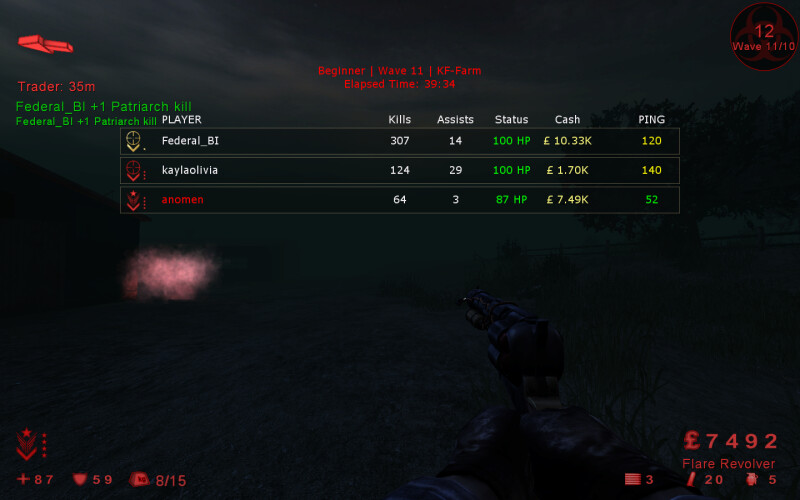 12
Wave 11/10
Beginner | Wave 11 | KF-Farm
Elapsed Time: 39:34
Trader: 35m
Federal_BI +1 Patriarch kill
Federal_BI +1 Patriarch kill
PLAYER Kills Assists Status Cash PING
Federal_BI 307 14 100 HP £ 10.33K 120
kaylaolivia 124 29 100 HP £ 1.70K 140
anomen 64 3 87 HP £ 7.49K 52
£7492
Flare Revolver
87 59 8/15 3 20 5